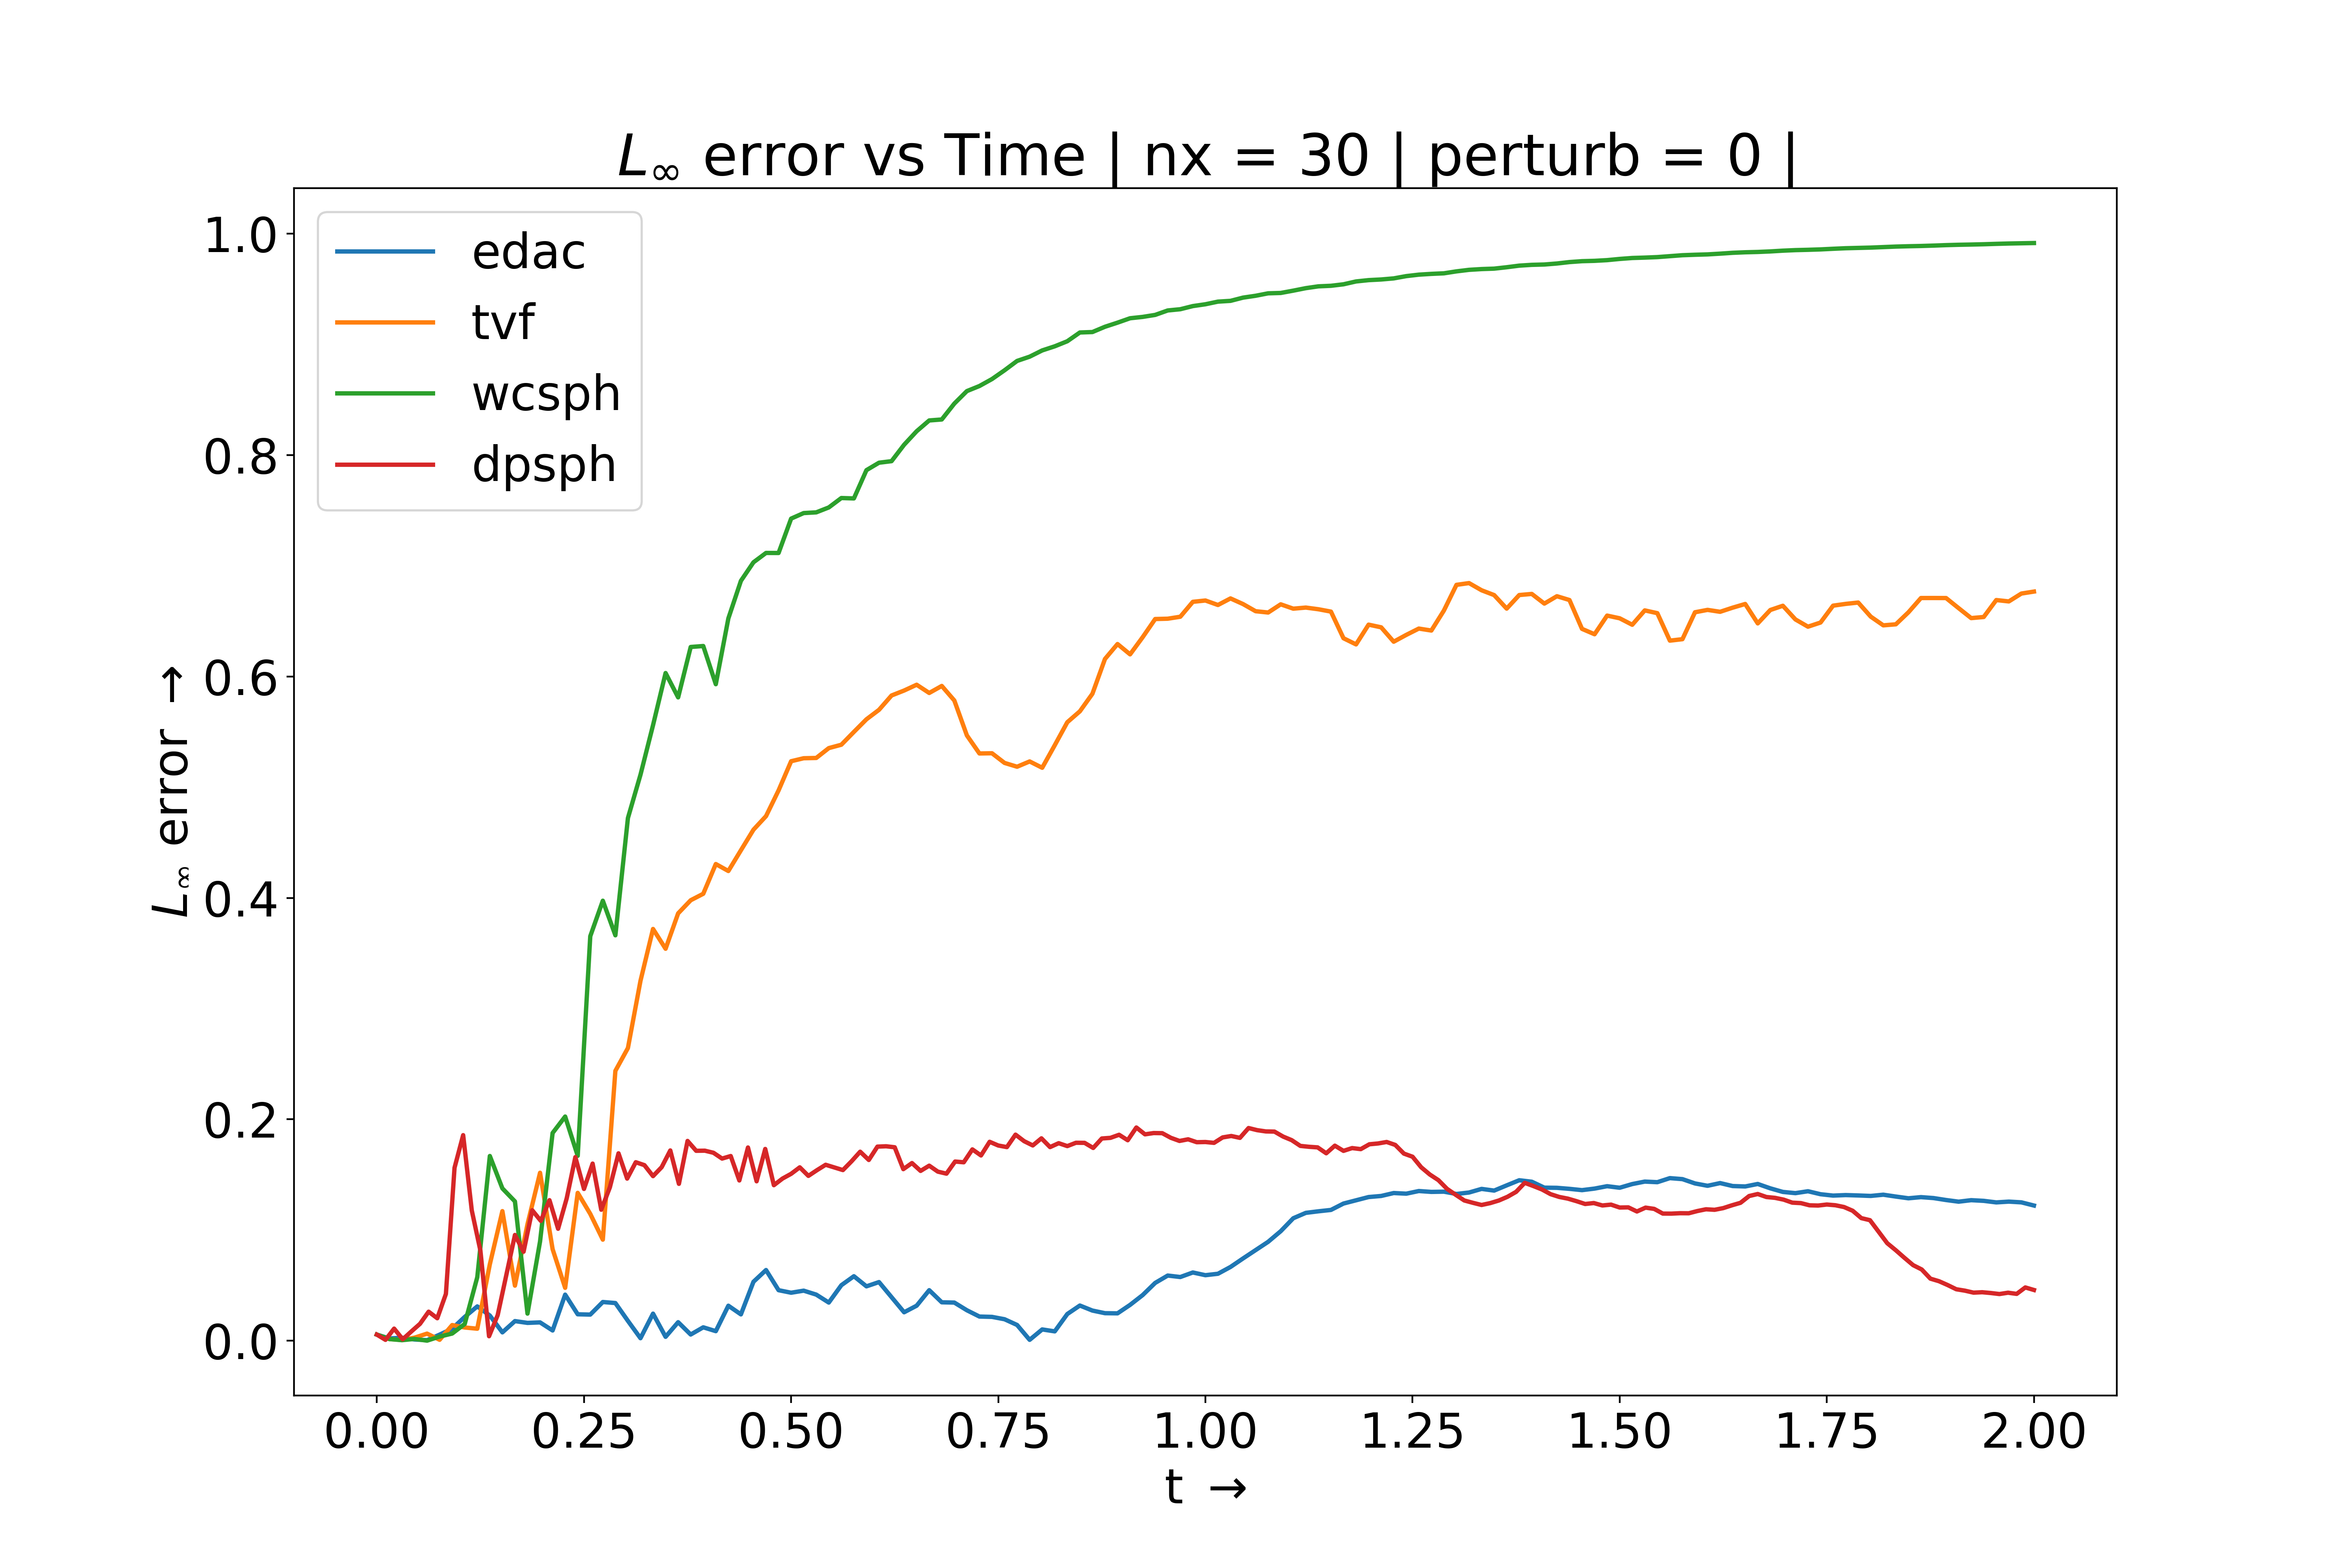 L∞ error vs Time | nx = 30 | perturb = 0 |
edac
tvf
wcsph
dpsph
L∞ error →
1.0
0.8
0.6
0.4
0.2
0.0
0.00 0.25 0.50 0.75 1.00 1.25 1.50 1.75 2.00
t →